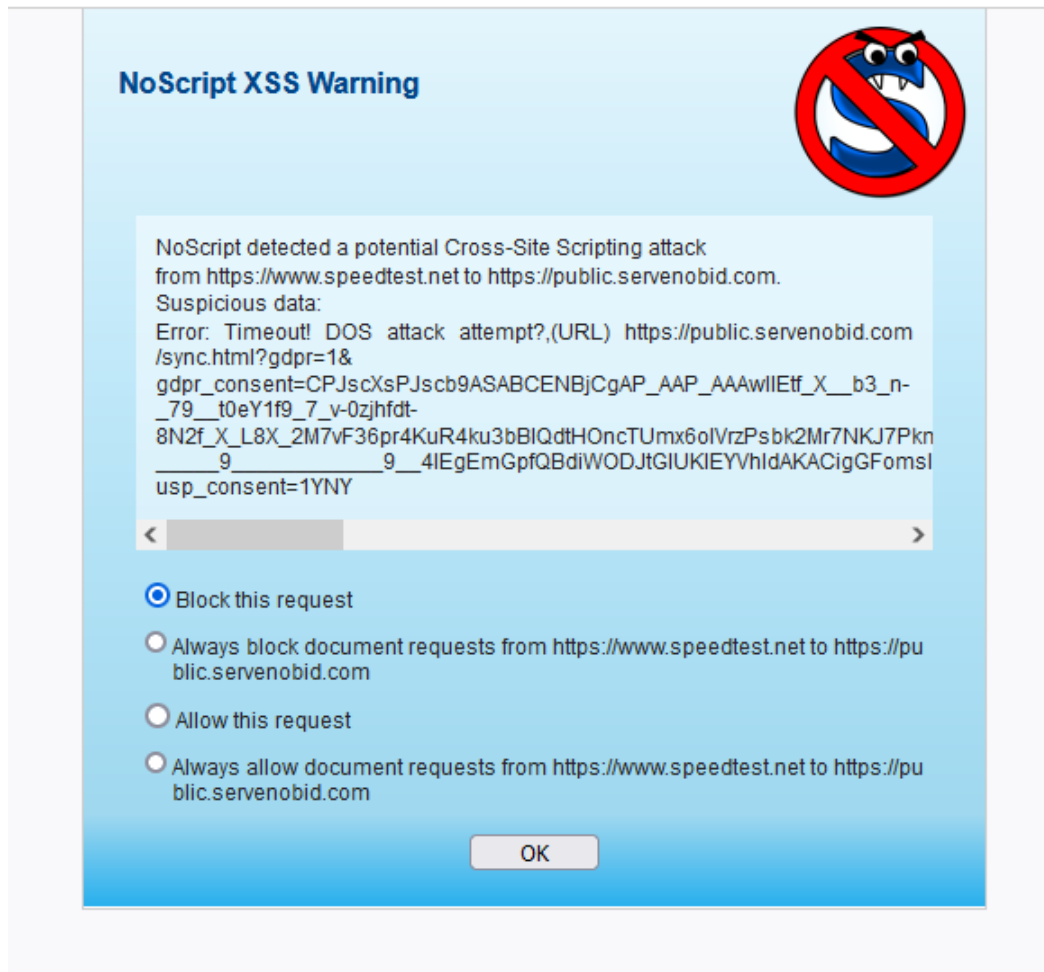 NoScript XSS Warning
NoScript detected a potential Cross-Site Scripting attack
from https://www.speedtest.net to https://public.servenobid.com.
Suspicious data:
Error: Timeout! DOS attack attempt?,(URL) https://public.servenobid.com
/sync.html?gdpr=1&
gdpr_consent=CPJscXsPJscb9ASABCENBjCgAP_AAP_AAAwIIEtf_X__b3_n-
_79__t0eY1f9_7_v-0zjhfdt-
8N2f_X_L8X_2M7vF36pr4KuR4ku3bBIQdtHOncTUmx6olVrzPsbk2Mr7NKJ7Pkn
_____9____________9__4IEgEmGpfQBdiWODJtGlUKIEYVhIdAKACigGFomsI
usp_consent=1YNY
Block this request
Always block document requests from https://www.speedtest.net to https://pu
blic.servenobid.com
Allow this request
Always allow document requests from https://www.speedtest.net to https://pu
blic.servenobid.com
OK